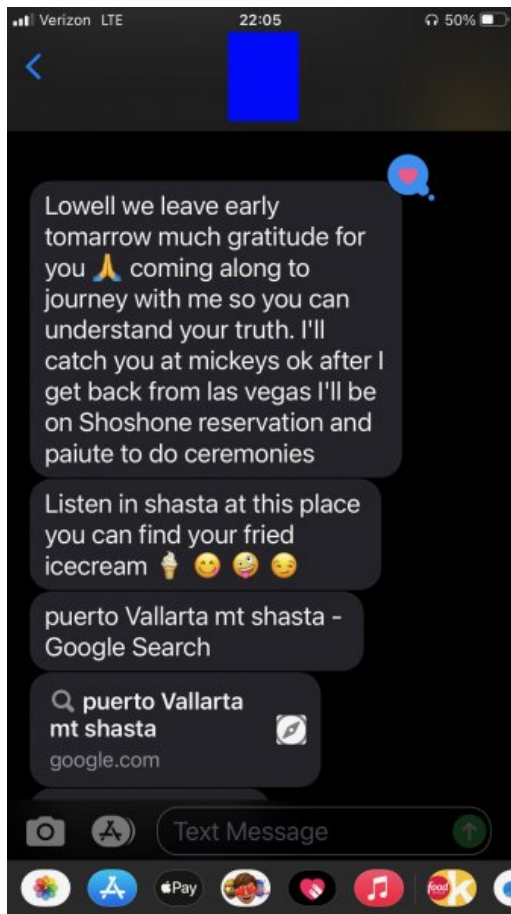 Verizon LTE
22:05
50%
Lowell we leave early
tomarrow much gratitude for
you 🙏 coming along to
journey with me so you can
understand your truth. I'll
catch you at mickeys ok after I
get back from las vegas I'll be
on Shoshone reservation and
paiute to do ceremonies
Listen in shasta at this place
you can find your fried
icecream 🍦 😋 🤪 😏
puerto Vallarta mt shasta -
Google Search
puerto Vallarta
mt shasta
google.com
Text Message
Pay
food